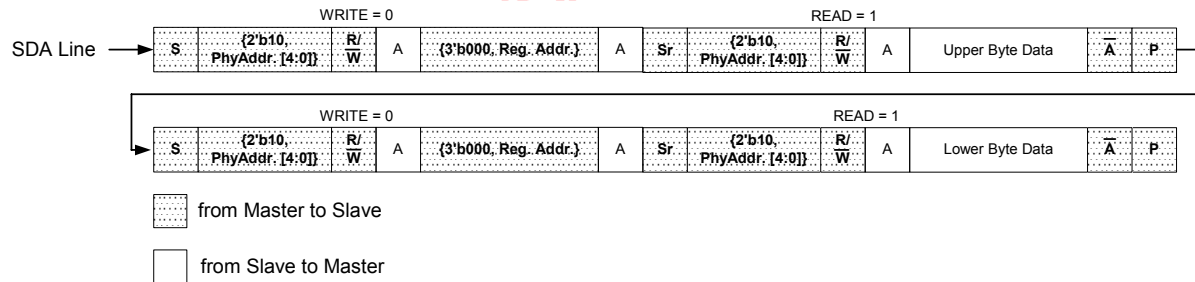 WRITE = 0 READ = 1
SDA Line S {2'b10, PhyAddr. [4:0]} R/W̅ A {3'b000, Reg. Addr.} A Sr {2'b10, PhyAddr. [4:0]} R/W̅ A Upper Byte Data A̅ P
WRITE = 0 READ = 1
S {2'b10, PhyAddr. [4:0]} R/W̅ A {3'b000, Reg. Addr.} A Sr {2'b10, PhyAddr. [4:0]} R/W̅ A Lower Byte Data A̅ P
from Master to Slave
from Slave to Master